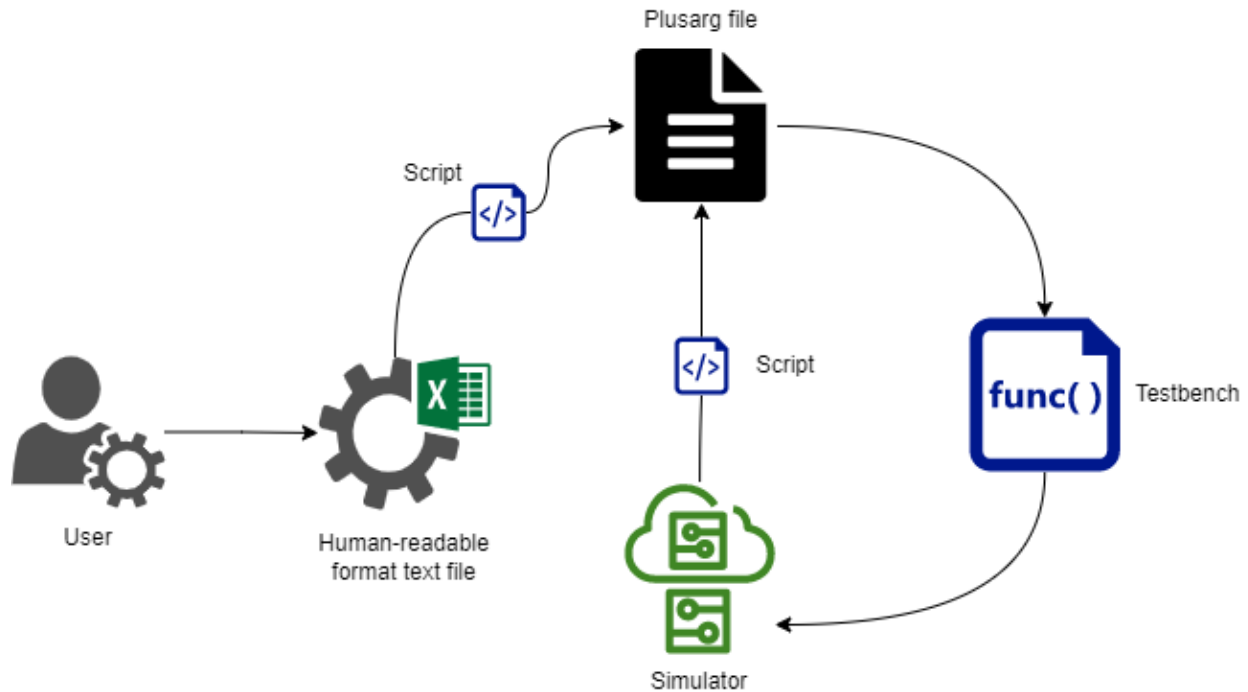 Plusarg file
Script
</>
</>
Script
X
func( )
Testbench
User
Human-readable
format text file
Simulator